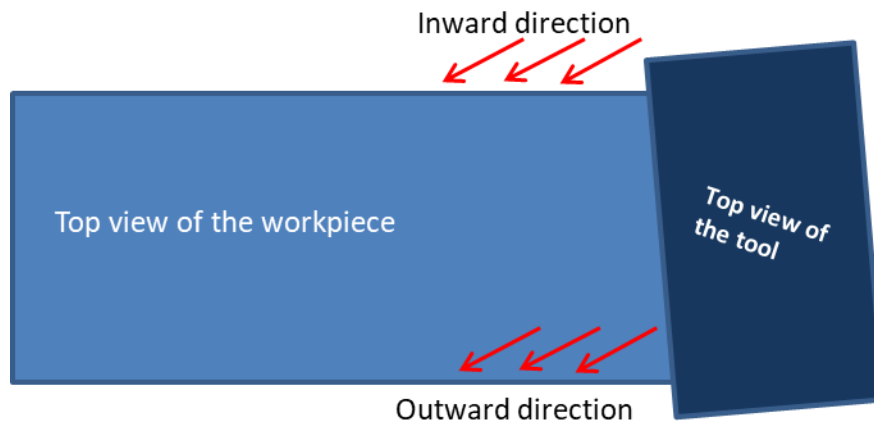 Inward direction
Top view of the workpiece
Top view of
the tool
Outward direction